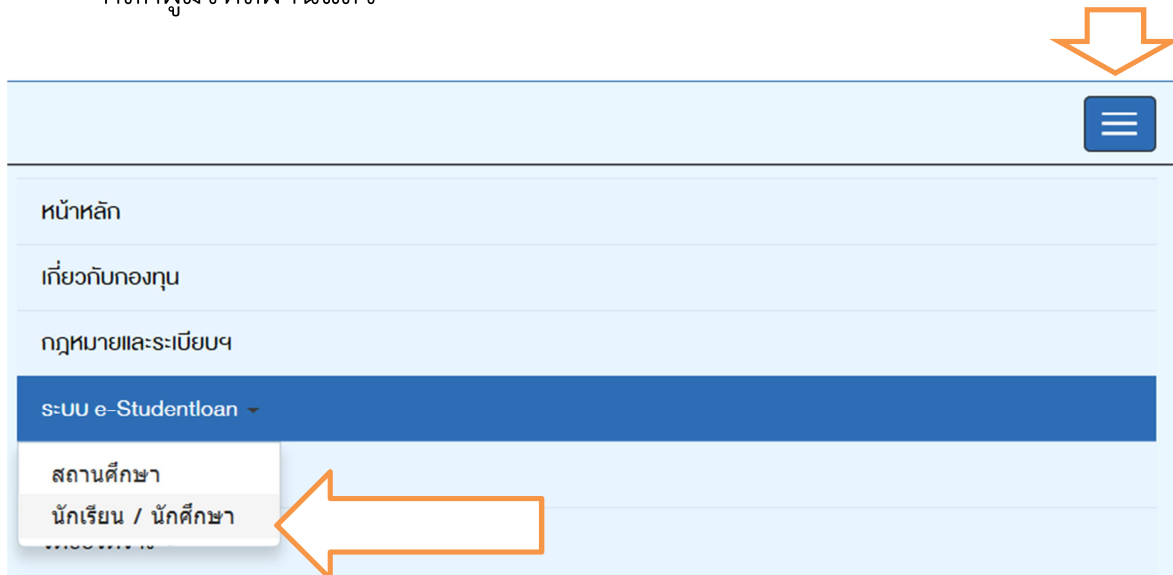 หน้าหลัก
เกี่ยวกับกองทุน
กฎหมายและระเบียบฯ
ระบบ e-Studentloan
สถานศึกษา
นักเรียน / นักศึกษา